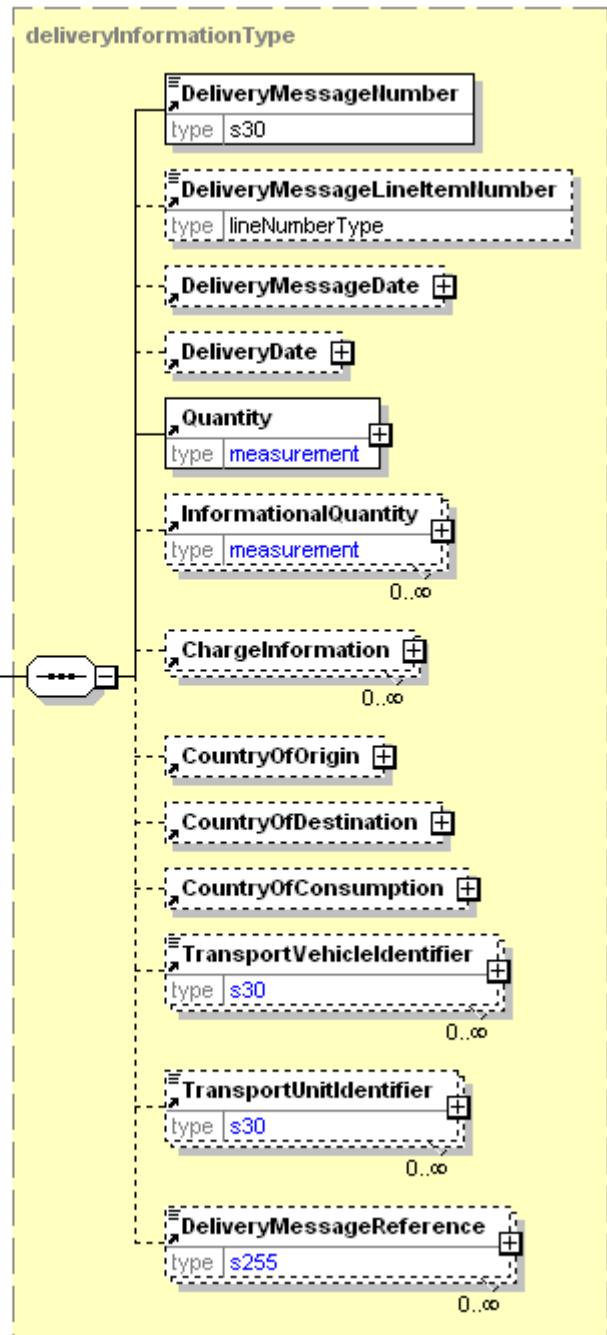 deliveryInformationType
DeliveryMessageNumber
type s30
DeliveryMessageLineItemNumber
type lineNumberType
DeliveryMessageDate
DeliveryDate
Quantity
type measurement
InformationalQuantity
type measurement
0..∞
ChargeInformation
0..∞
CountryOfOrigin
CountryOfDestination
CountryOfConsumption
TransportVehicleIdentifier
type s30
0..∞
TransportUnitIdentifier
type s30
0..∞
DeliveryMessageReference
type s255
0..∞